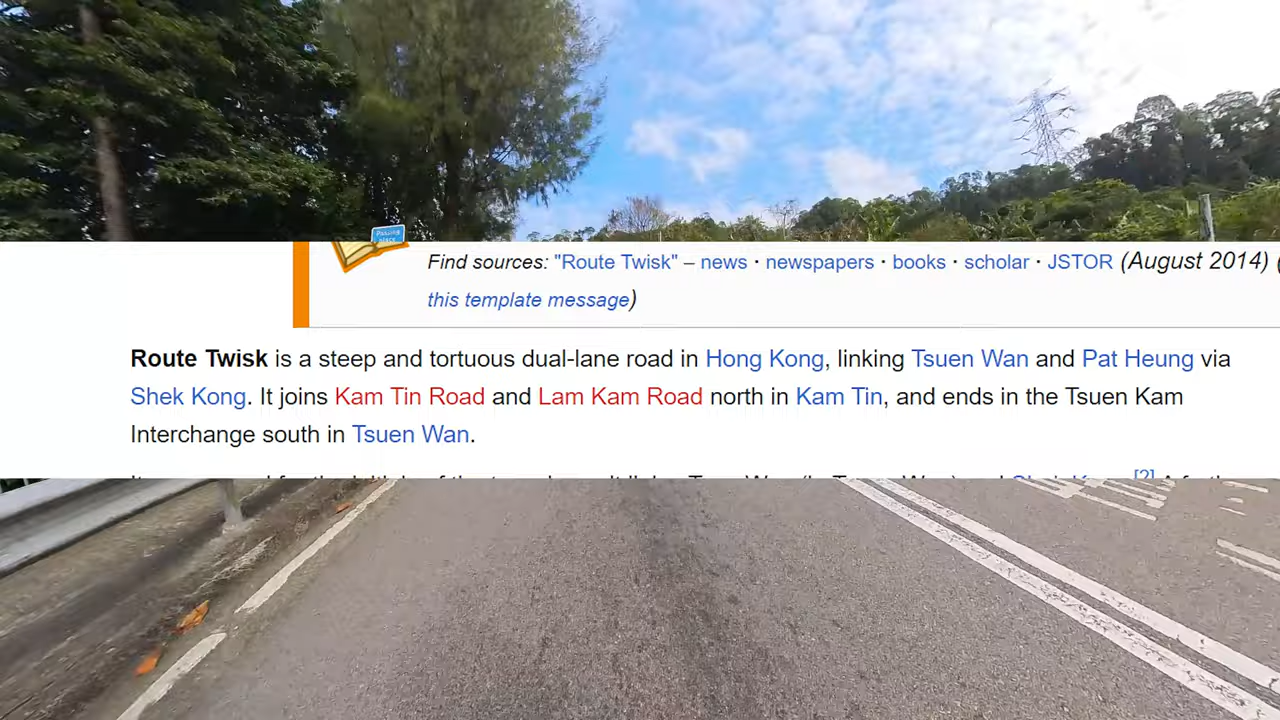 Passing
place
Find sources: "Route Twisk" – news · newspapers · books · scholar · JSTOR (August 2014) (
this template message)
Route Twisk is a steep and tortuous dual-lane road in Hong Kong, linking Tsuen Wan and Pat Heung via
Shek Kong. It joins Kam Tin Road and Lam Kam Road north in Kam Tin, and ends in the Tsuen Kam
Interchange south in Tsuen Wan.
[2]